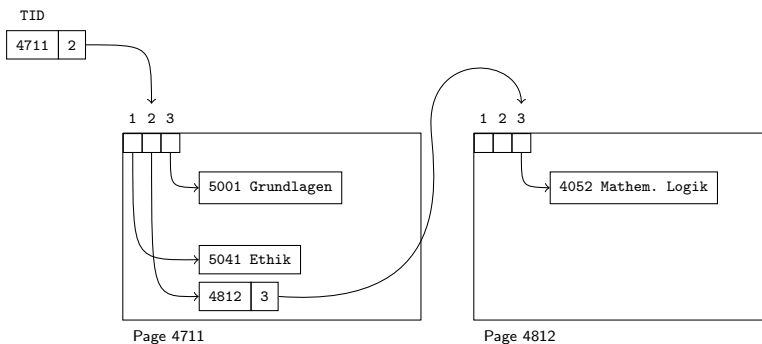 TID
4711 2
1 2 3
5001 Grundlagen
5041 Ethik
4812 3
Page 4711
1 2 3
4052 Mathem. Logik
Page 4812